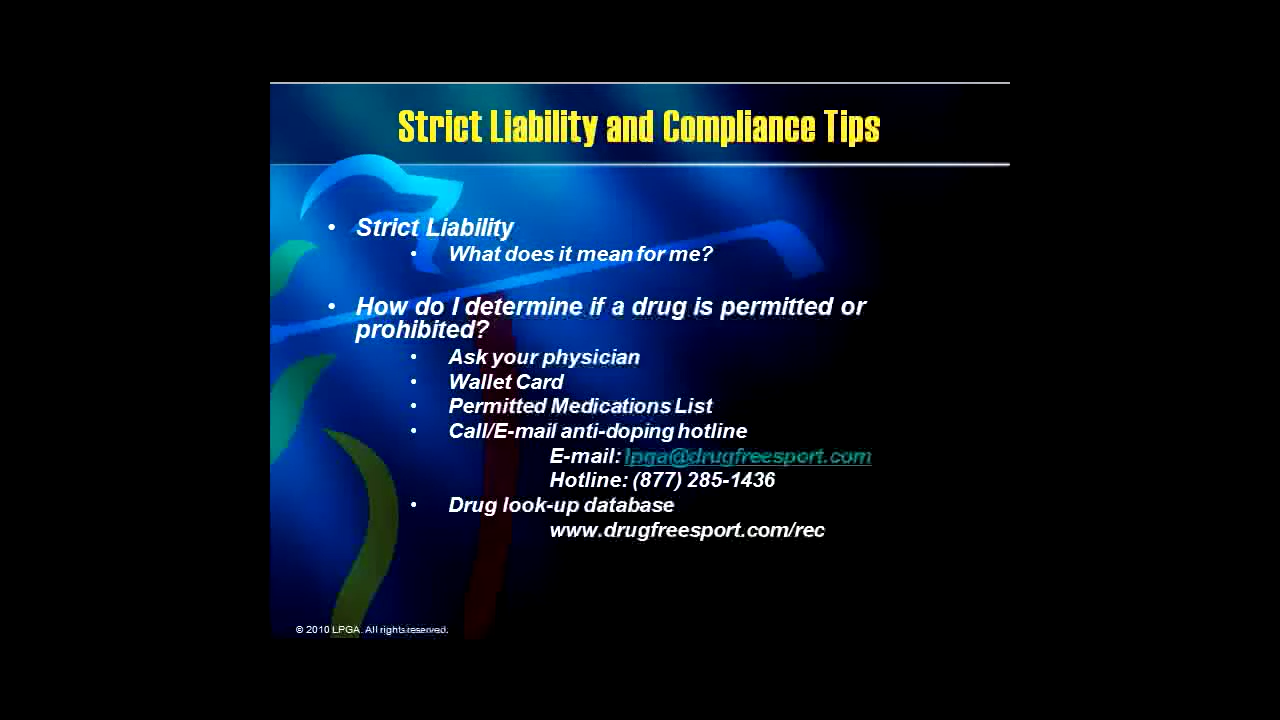 Strict Liability and Compliance Tips
• Strict Liability
• What does it mean for me?
• How do I determine if a drug is permitted or
prohibited?
• Ask your physician
• Wallet Card
• Permitted Medications List
• Call/E-mail anti-doping hotline
E-mail: lpga@drugfreesport.com
Hotline: (877) 285-1436
• Drug look-up database
www.drugfreesport.com/rec
© 2010 LPGA. All rights reserved.